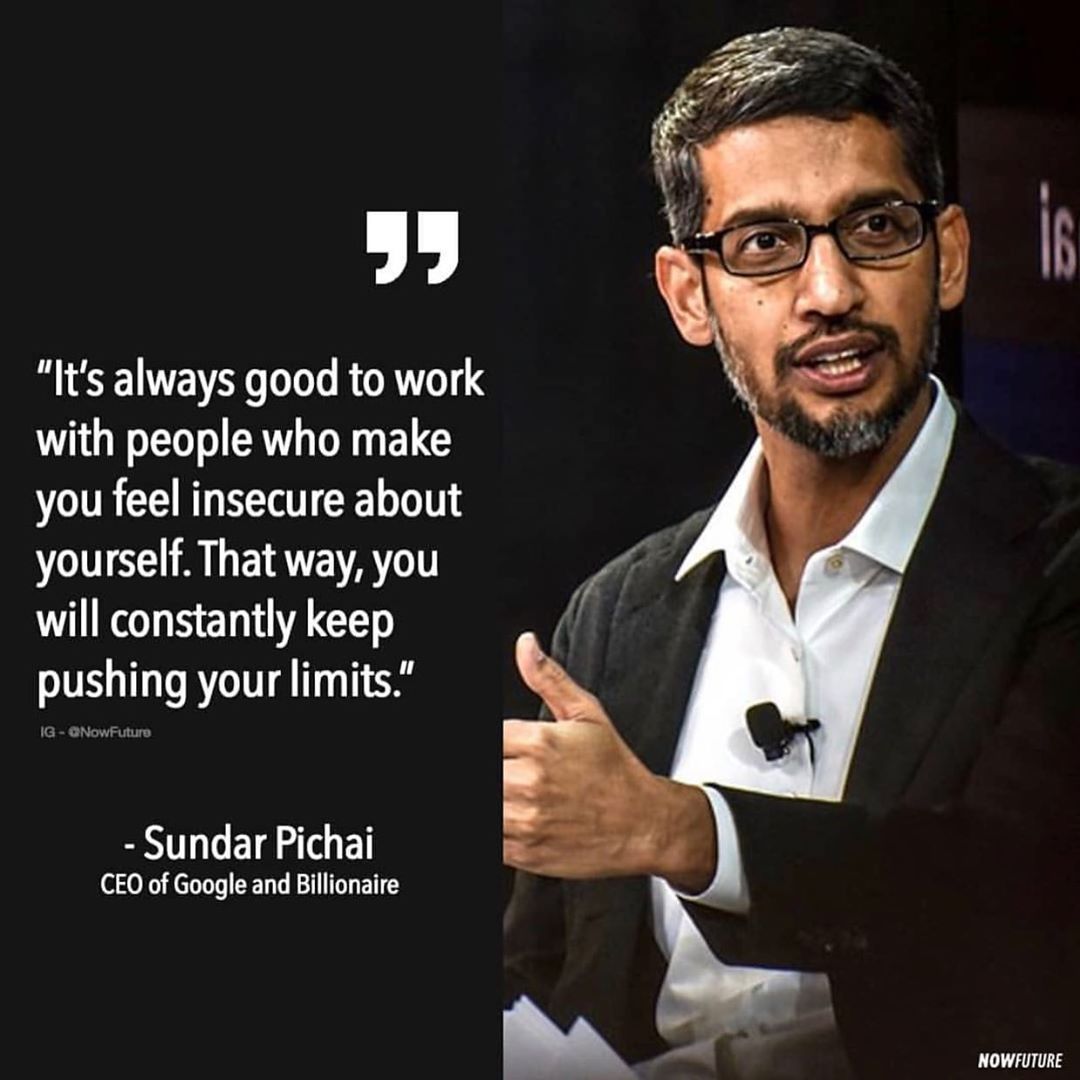 ”
“It’s always good to work
with people who make
you feel insecure about
yourself. That way, you
will constantly keep
pushing your limits.”
IG - @NowFuture
- Sundar Pichai
CEO of Google and Billionaire
NOWFUTURE